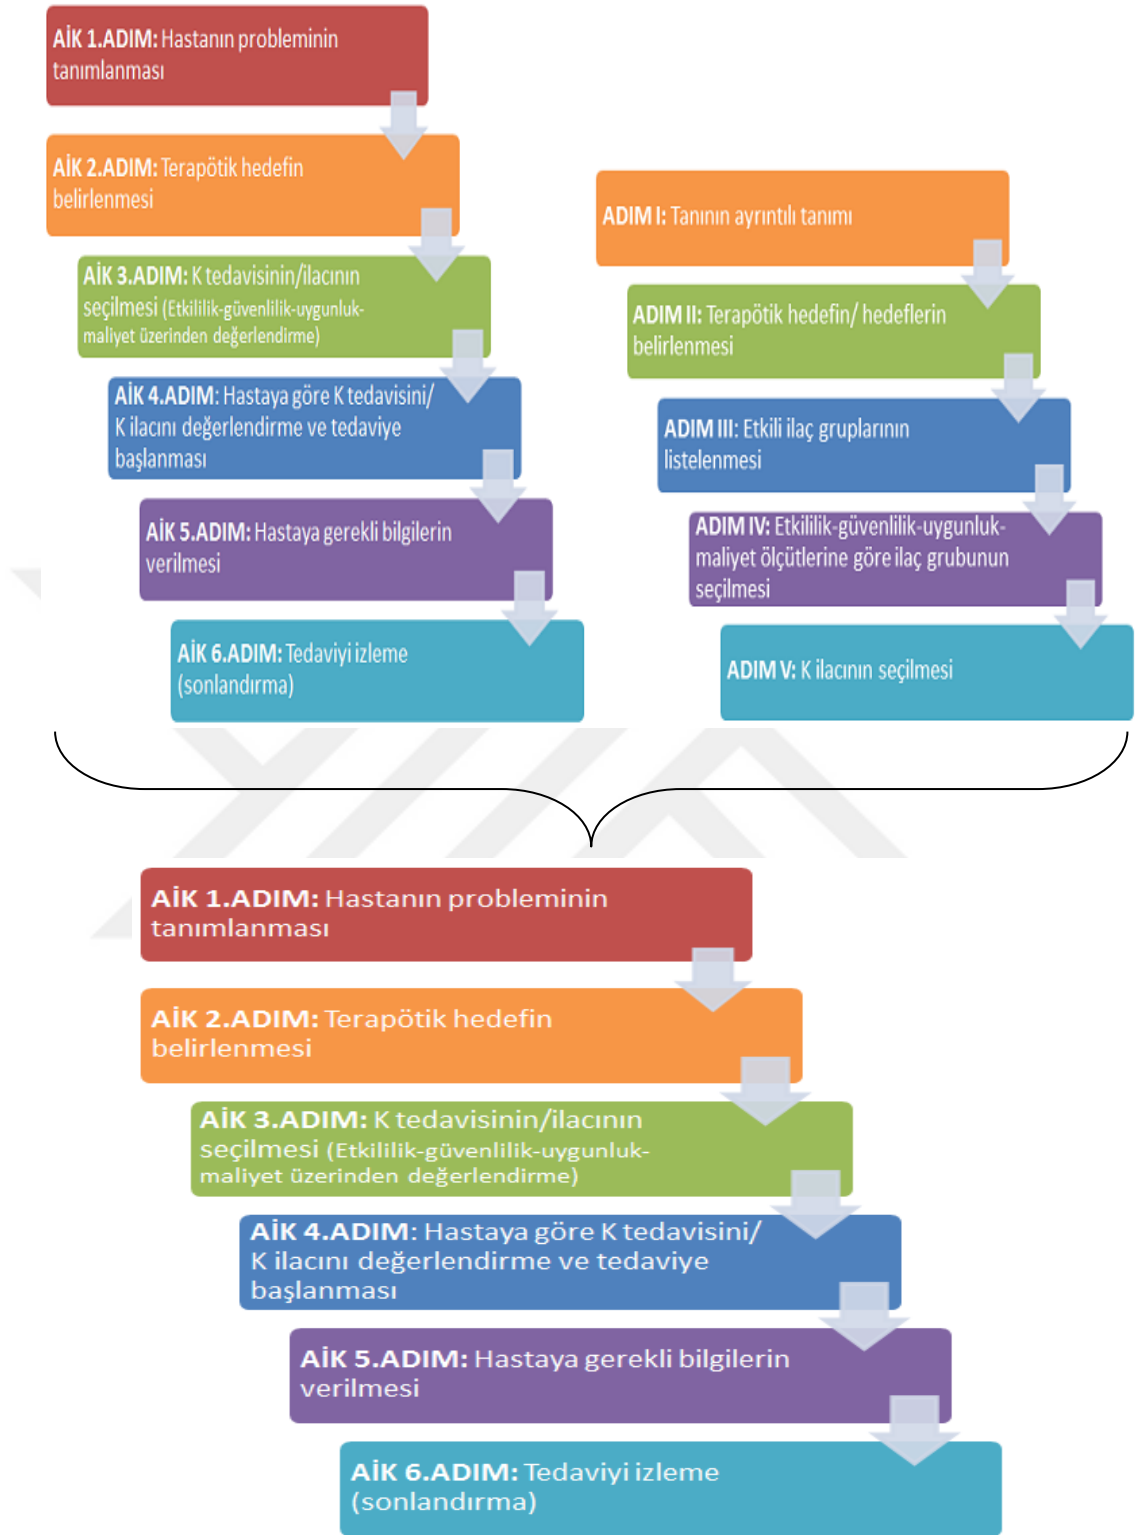 AİK 1.ADIM: Hastanın probleminin
tanımlanması
AİK 2.ADIM: Terapötik hedefin
belirlenmesi
AİK 3.ADIM: K tedavisinin/ilacının
seçilmesi (Etkililik-güvenlilik-uygunluk-
maliyet üzerinden değerlendirme)
AİK 4.ADIM: Hastaya göre K tedavisini/
K ilacını değerlendirme ve tedaviye
başlanması
AİK 5.ADIM: Hastaya gerekli bilgilerin
verilmesi
AİK 6.ADIM: Tedaviyi izleme
(sonlandırma)
ADIM I: Tanının ayrıntılı tanımı
ADIM II: Terapötik hedefin/ hedeflerin
belirlenmesi
ADIM III: Etkili ilaç gruplarının
listelenmesi
ADIM IV: Etkililik-güvenlilik-uygunluk-
maliyet ölçütlerine göre ilaç grubunun
seçilmesi
ADIM V: K ilacının seçilmesi
AİK 1.ADIM: Hastanın probleminin
tanımlanması
AİK 2.ADIM: Terapötik hedefin
belirlenmesi
AİK 3.ADIM: K tedavisinin/ilacının
seçilmesi (Etkililik-güvenlilik-uygunluk-
maliyet üzerinden değerlendirme)
AİK 4.ADIM: Hastaya göre K tedavisini/
K ilacını değerlendirme ve tedaviye
başlanması
AİK 5.ADIM: Hastaya gerekli bilgilerin
verilmesi
AİK 6.ADIM: Tedaviyi izleme
(sonlandırma)